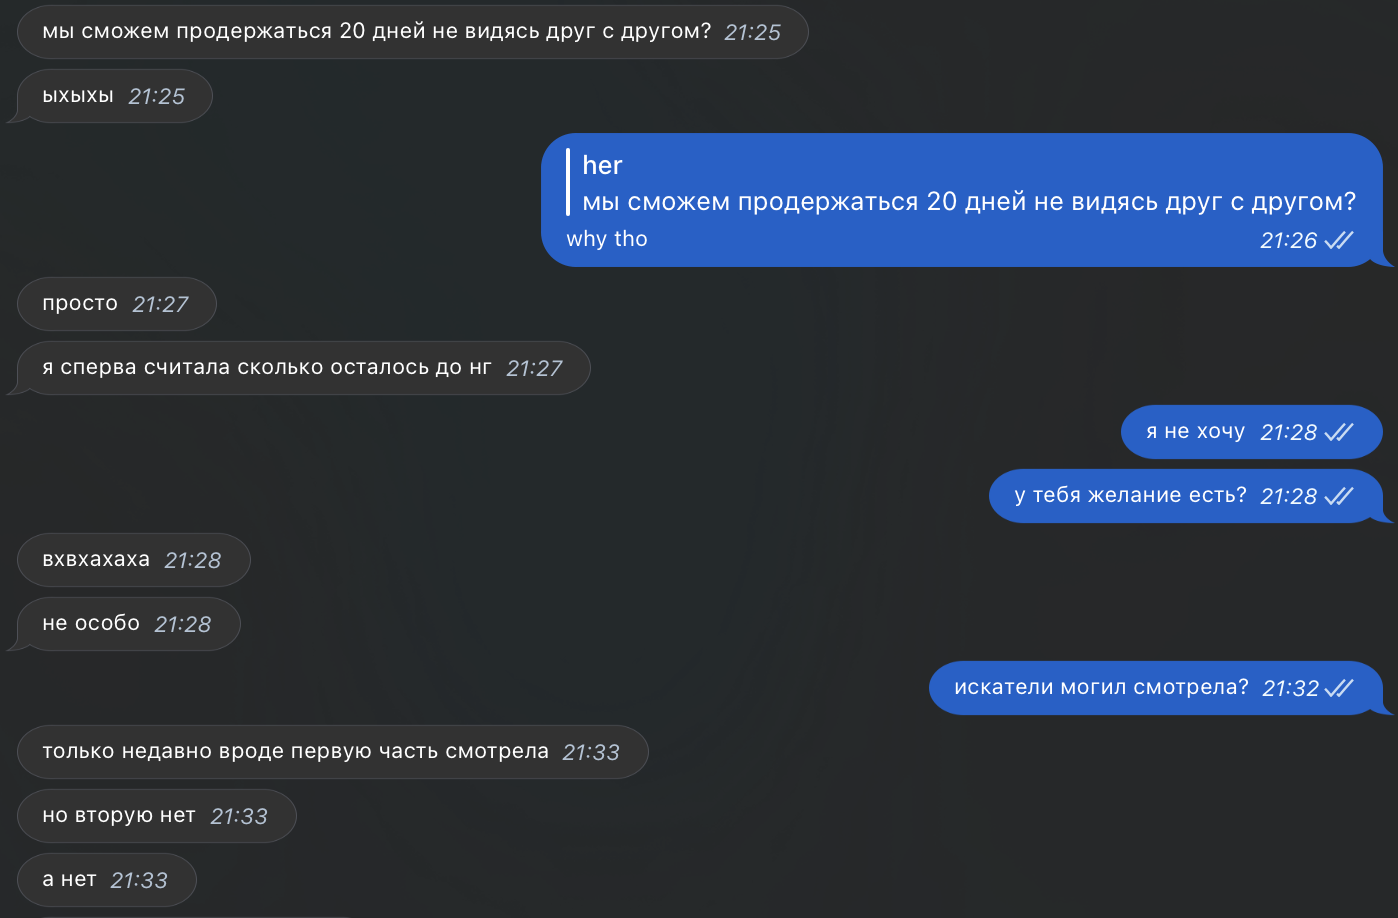 мы сможем продержаться 20 дней не видясь друг с другом? 21:25
ыхыхы 21:25
her
мы сможем продержаться 20 дней не видясь друг с другом?
why tho 21:26
просто 21:27
я сперва считала сколько осталось до нг 21:27
я не хочу 21:28
у тебя желание есть? 21:28
вхвхахаха 21:28
не особо 21:28
искатели могил смотрела? 21:32
только недавно вроде первую часть смотрела 21:33
но вторую нет 21:33
а нет 21:33